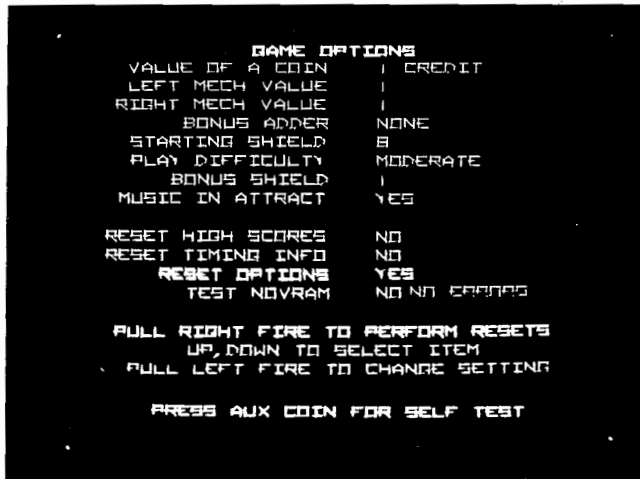 GAME OPTIONS
VALUE OF A COIN 1 CREDIT
LEFT MECH VALUE 1
RIGHT MECH VALUE 1
BONUS ADDER NONE
STARTING SHIELD 8
PLAY DIFFICULTY MODERATE
BONUS SHIELD 1
MUSIC IN ATTRACT YES
RESET HIGH SCORES NO
RESET TIMING INFO NO
RESET OPTIONS YES
TEST NOVRAM NO NO ERRORS
PULL RIGHT FIRE TO PERFORM RESETS
UP,DOWN TO SELECT ITEM
PULL LEFT FIRE TO CHANGE SETTING
PRESS AUX COIN FOR SELF TEST